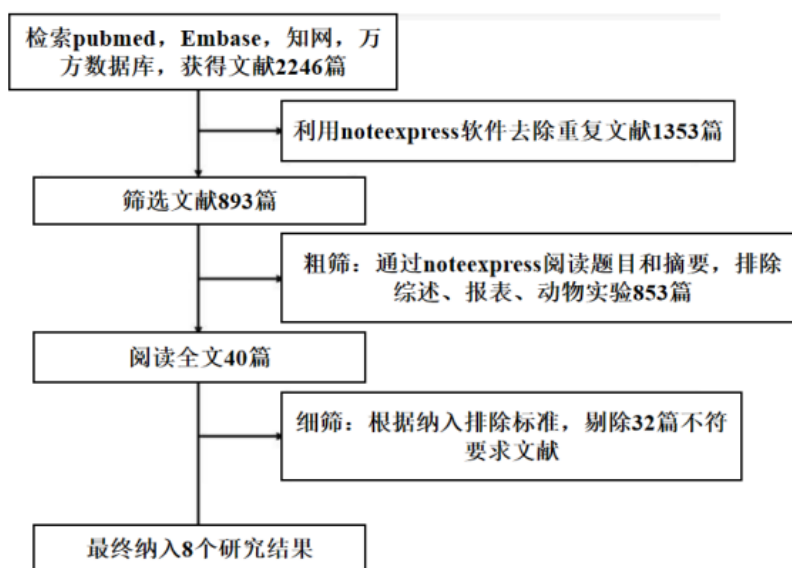 检索pubmed，Embase，知网，万
方数据库，获得文献2246篇
利用noteexpress软件去除重复文献1353篇
筛选文献893篇
粗筛：通过noteexpress阅读题目和摘要，排除
综述、报表、动物实验853篇
阅读全文40篇
细筛：根据纳入排除标准，剔除32篇不符
要求文献
最终纳入8个研究结果